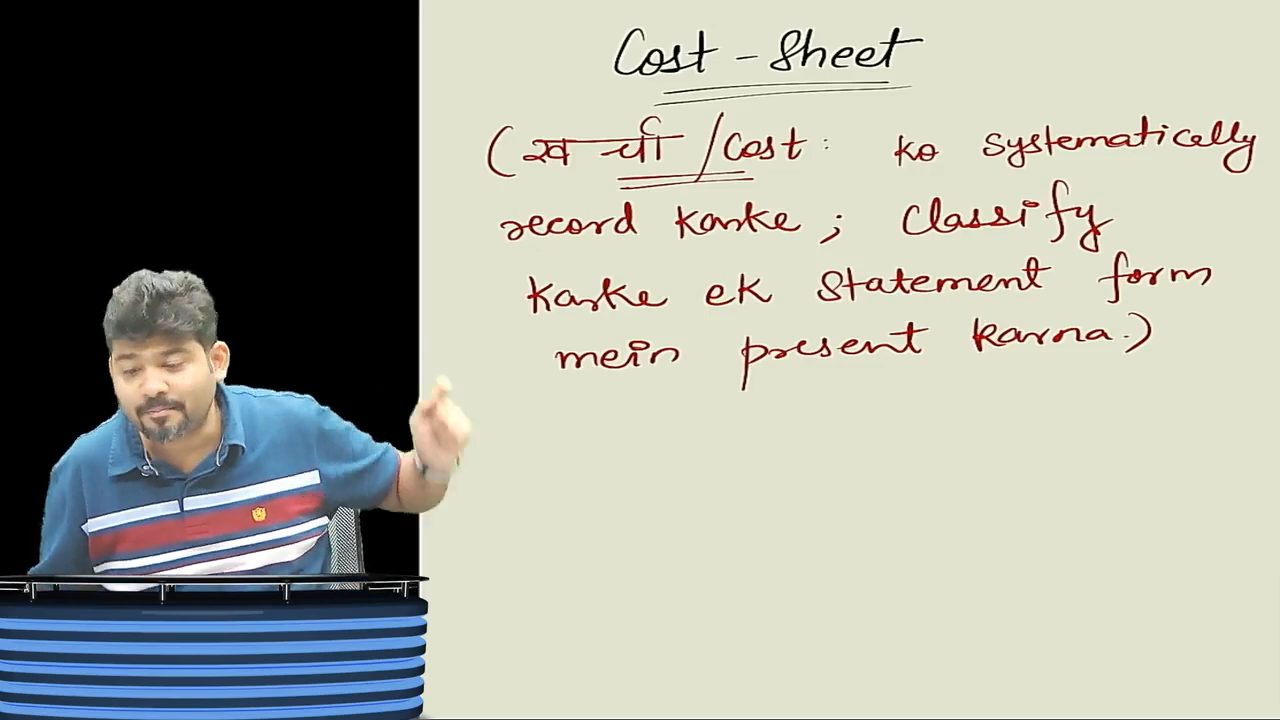 Cost - Sheet
(खर्चो / Cost : ko systematically
record karke ; Classify
karke ek statement form
mein present karna.)